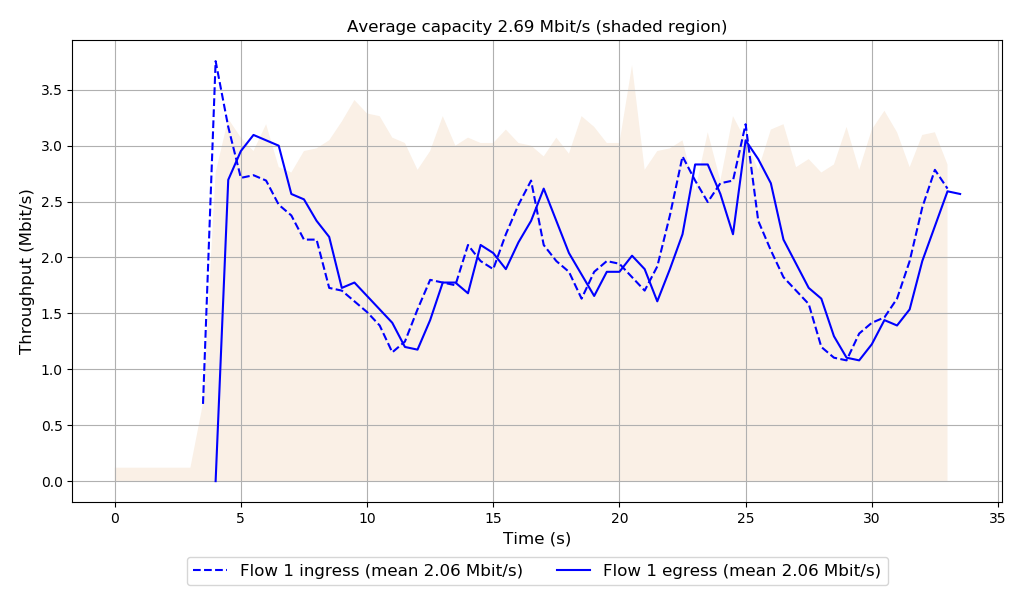 Average capacity 2.69 Mbit/s (shaded region)
Throughput (Mbit/s)
3.5
3.0
2.5
2.0
1.5
1.0
0.5
0.0
0 5 10 15 20 25 30 35
Time (s)
Flow 1 ingress (mean 2.06 Mbit/s) Flow 1 egress (mean 2.06 Mbit/s)